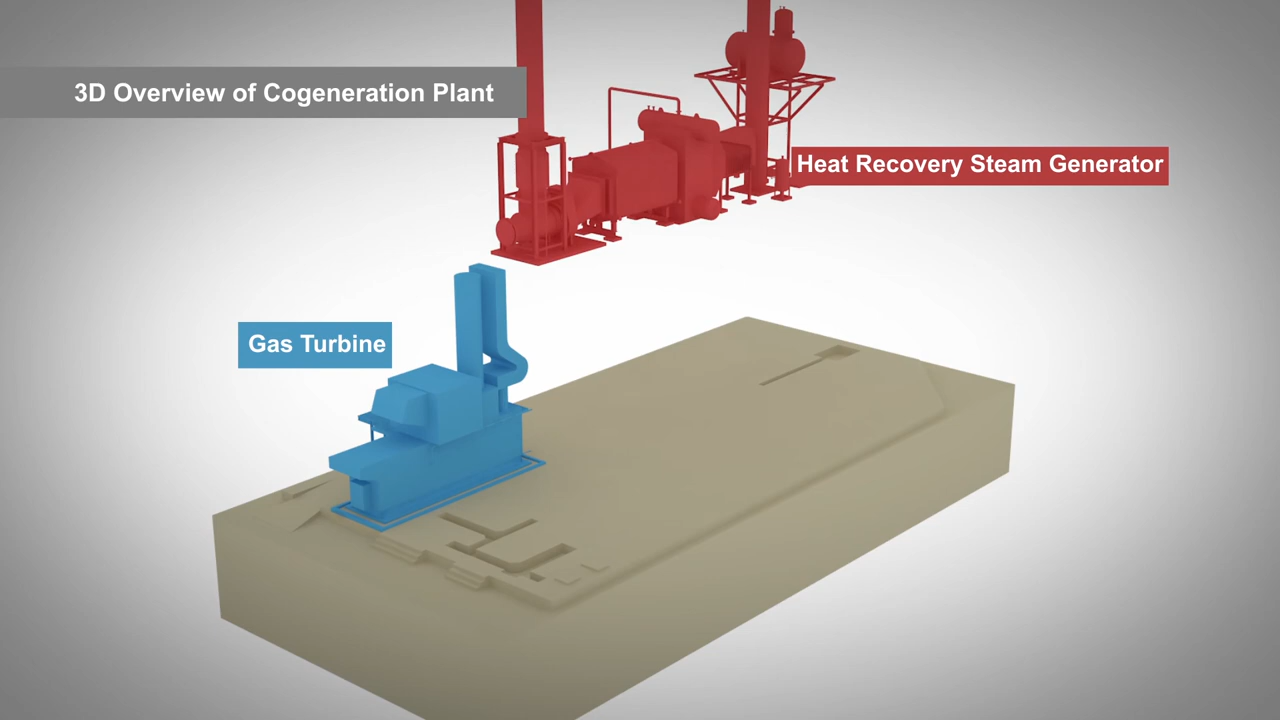 3D Overview of Cogeneration Plant
Heat Recovery Steam Generator
Gas Turbine